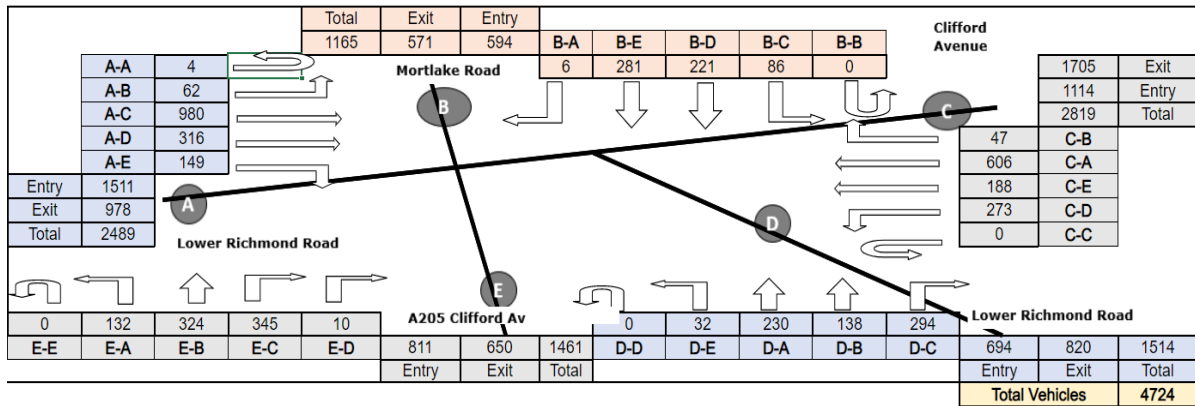 Total Exit Entry
1165 571 594
B-A B-E B-D B-C B-B
6 281 221 86 0
Clifford
Avenue
Mortlake Road
A-A 4
A-B 62
A-C 980
A-D 316
A-E 149
Entry 1511
Exit 978
Total 2489
B
C
1705 Exit
1114 Entry
2819 Total
47 C-B
606 C-A
188 C-E
273 C-D
0 C-C
A
D
Lower Richmond Road
E
A205 Clifford Av
Lower Richmond Road
0 132 324 345 10
E-E E-A E-B E-C E-D
811 650 1461
Entry Exit Total
0 32 230 138 294
D-D D-E D-A D-B D-C
694 820 1514
Entry Exit Total
Total Vehicles 4724